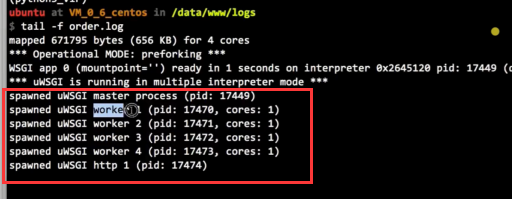 (python3_vir)
ubuntu at VM_0_6_centos in /data/www/logs
$ tail -f order.log
mapped 671795 bytes (656 KB) for 4 cores
*** Operational MODE: preforking ***
WSGI app 0 (mountpoint='') ready in 1 seconds on interpreter 0x2645120 pid: 17449 (d
*** uWSGI is running in multiple interpreter mode ***
spawned uWSGI master process (pid: 17449)
spawned uWSGI worker 1 (pid: 17470, cores: 1)
spawned uWSGI worker 2 (pid: 17471, cores: 1)
spawned uWSGI worker 3 (pid: 17472, cores: 1)
spawned uWSGI worker 4 (pid: 17473, cores: 1)
spawned uWSGI http 1 (pid: 17474)